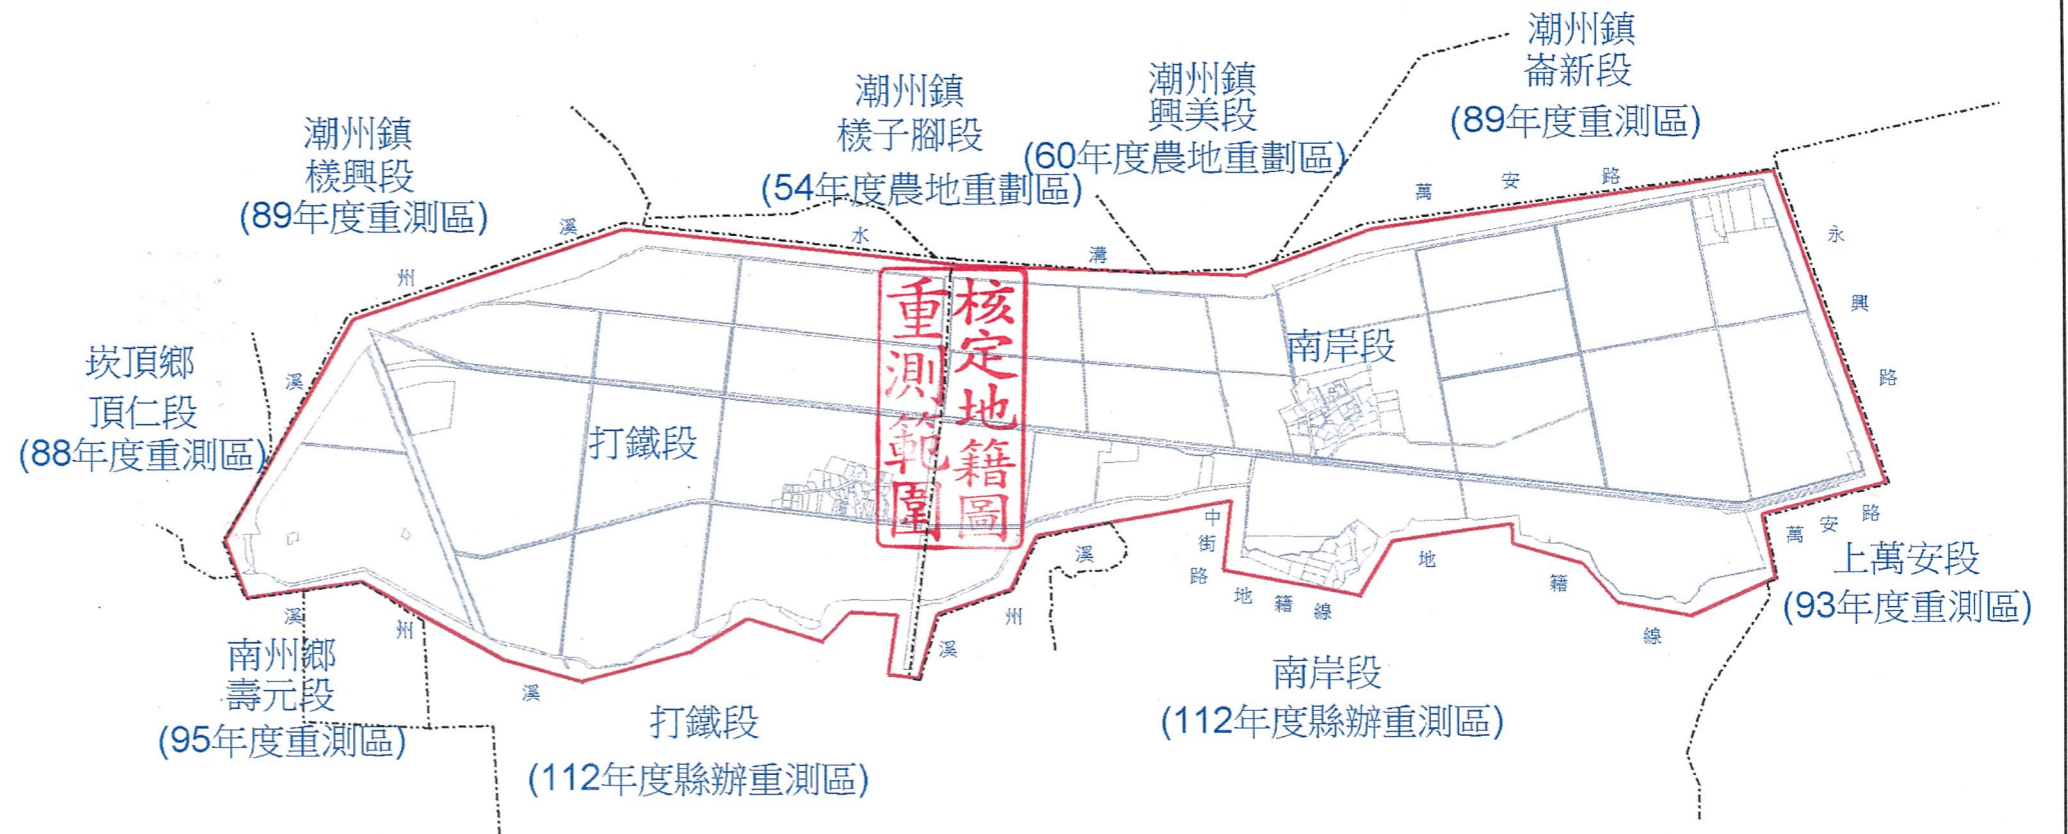 潮州鎮
崙新段
(89年度重測區)
潮州鎮
興美段
(60年度農地重劃區)
潮州鎮
檨子腳段
(54年度農地重劃區)
潮州鎮
檨興段
(89年度重測區)
萬安路
溪州溪
水溝
永興路
核定地籍圖
重測範圍
南岸段
打鐵段
崁頂鄉
頂仁段
(88年度重測區)
中街路地籍線
地籍線
萬安路
上萬安段
(93年度重測區)
溪州溪
溪州溪
南州鄉
壽元段
(95年度重測區)
打鐵段
(112年度縣辦重測區)
南岸段
(112年度縣辦重測區)